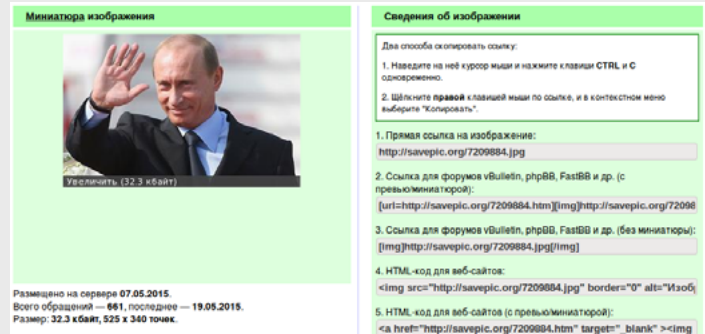 Миниатюра изображения
Увеличить (32.3 кбайт)
Размещено на сервере 07.05.2015.
Всего обращений — 661, последнее — 19.05.2015.
Размер: 32.3 кбайт, 525 x 340 точек.
Сведения об изображении
Два способа скопировать ссылку:
1. Наведите на неё курсор мыши и нажмите клавиши CTRL и C
одновременно.
2. Щёлкните правой клавишей мыши по ссылке, и в контекстном меню
выберите "Копировать".
1. Прямая ссылка на изображение:
http://savepic.org/7209884.jpg
2. Ссылка для форумов vBulletin, phpBB, FastBB и др. (с
превью/миниатюрой):
[url=http://savepic.org/7209884.htm][img]http://savepic.org/72098
3. Ссылка для форумов vBulletin, phpBB, FastBB и др. (без миниатюры):
[img]http://savepic.org/7209884.jpg[/img]
4. HTML-код для веб-сайтов:
<img src="http://savepic.org/7209884.jpg" border="0" alt="Изоб
5. HTML-код для веб-сайтов (с превью/миниатюрой):
<a href="http://savepic.org/7209884.htm" target="_blank" ><img